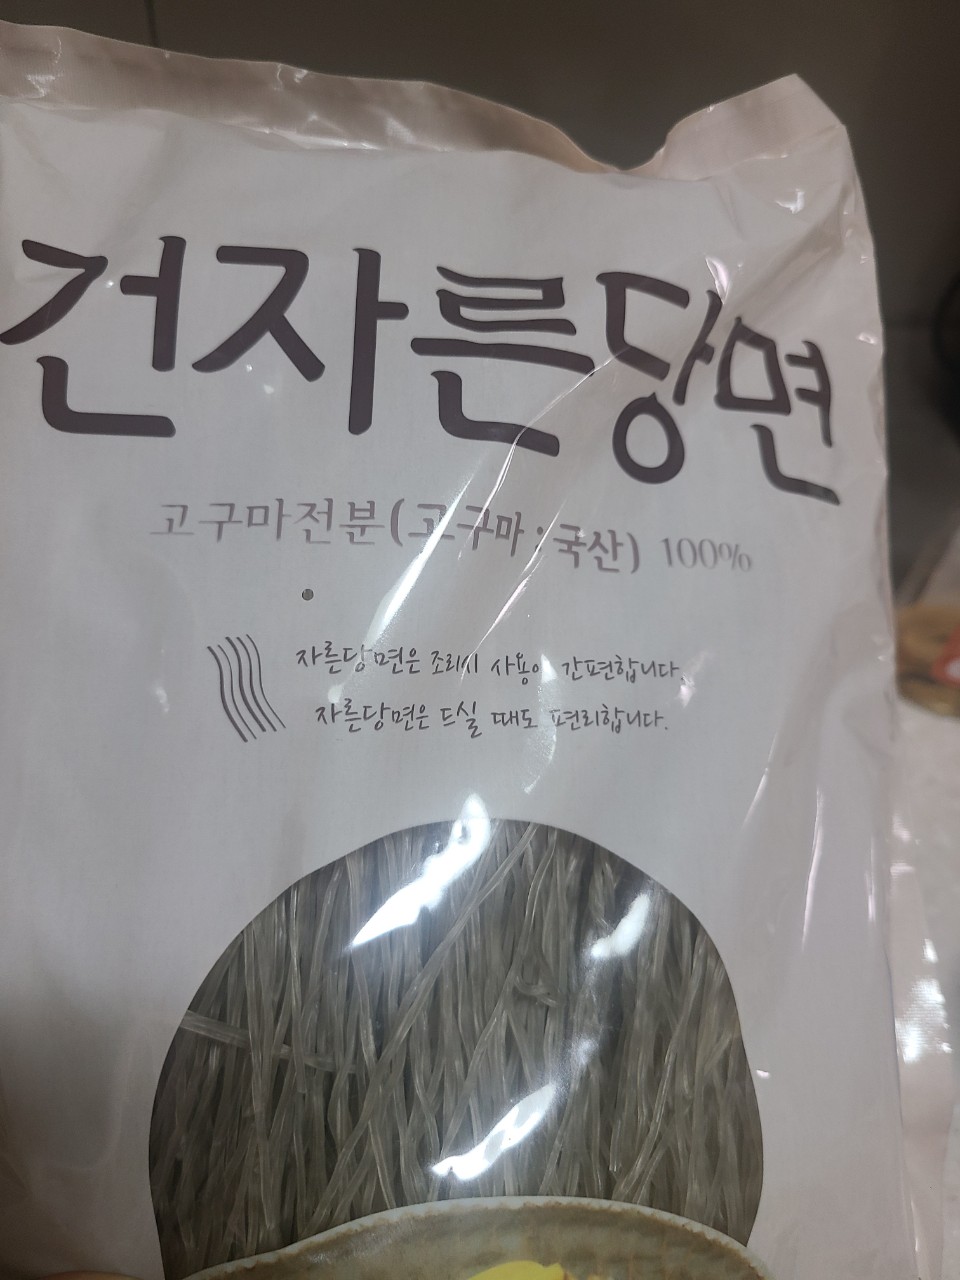 건자른당면
고구마전분(고구마:국산) 100%
자른당면은 조리시 사용이 간편합니다.
자른당면은 드실 때도 편리합니다.